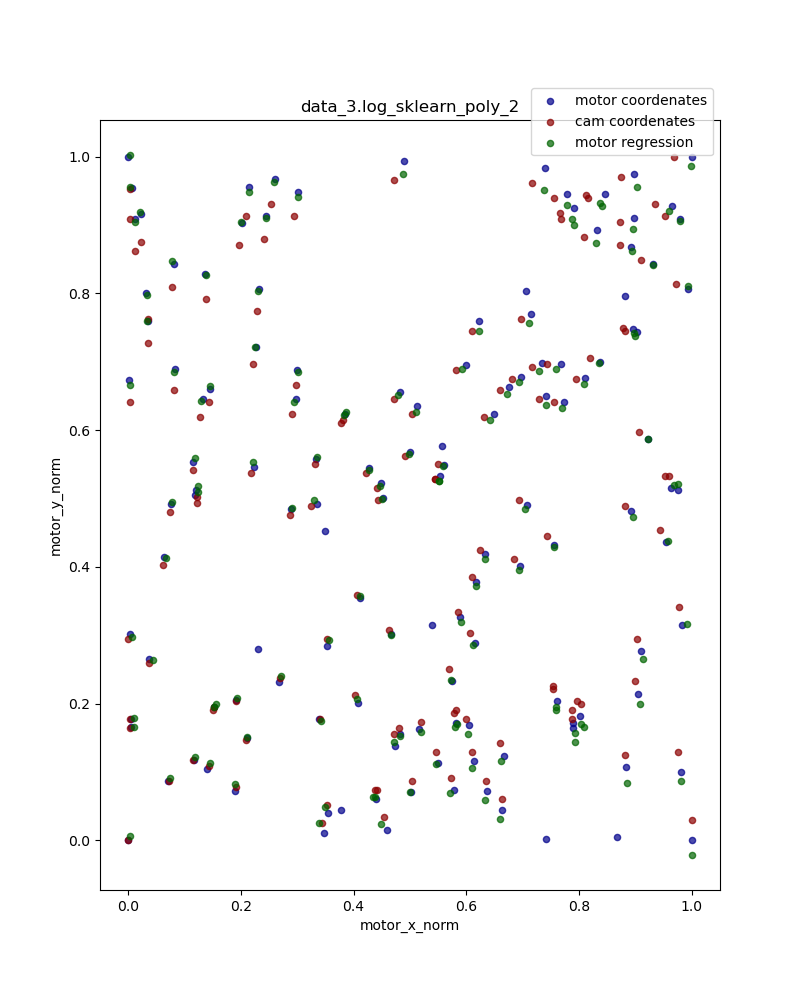 data_3.log_sklearn_poly_2
motor coordenates
cam coordenates
motor regression
1.0
0.8
0.6
0.4
0.2
0.0
motor_y_norm
0.0 0.2 0.4 0.6 0.8 1.0
motor_x_norm